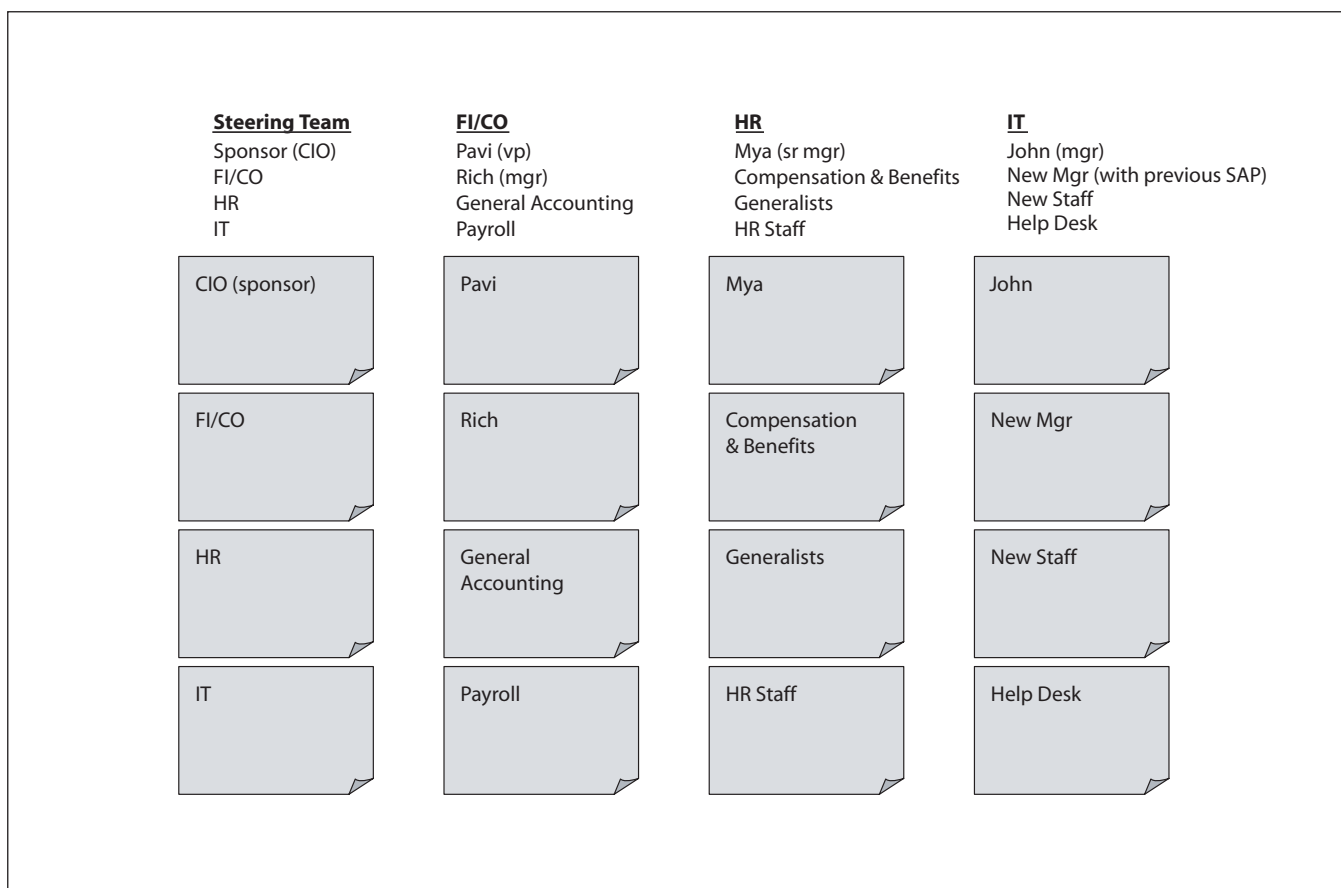 Steering Team
Sponsor (CIO)
FI/CO
HR
IT
FI/CO
Pavi (vp)
Rich (mgr)
General Accounting
Payroll
HR
Mya (sr mgr)
Compensation & Benefits
Generalists
HR Staff
IT
John (mgr)
New Mgr (with previous SAP)
New Staff
Help Desk
CIO (sponsor)
FI/CO
HR
IT
Pavi
Rich
General
Accounting
Payroll
Mya
Compensation
& Benefits
Generalists
HR Staff
John
New Mgr
New Staff
Help Desk